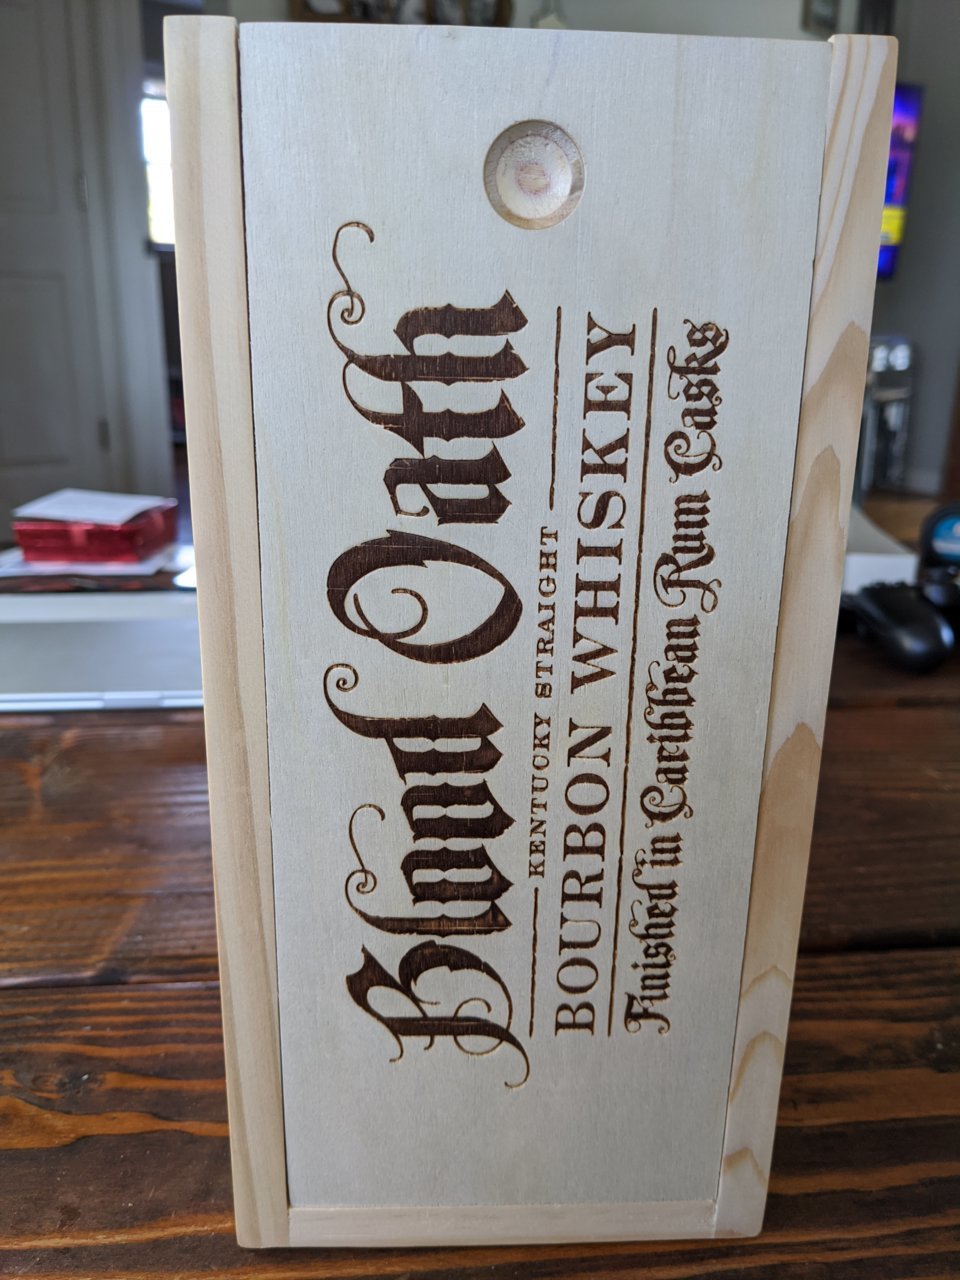 Blood Oath
KENTUCKY STRAIGHT
BOURBON WHISKEY
Finished in Caribbean Rum Casks